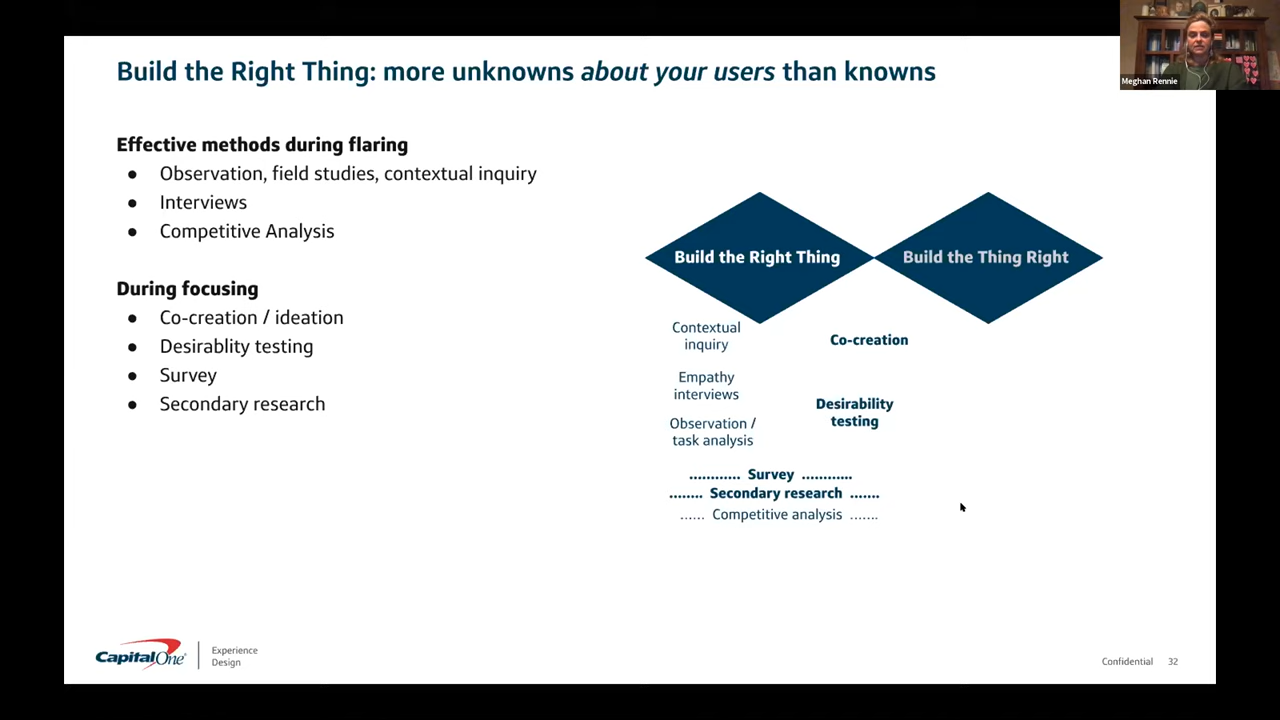 Build the Right Thing: more unknowns about your users than knowns
Meghan Rennie
Effective methods during flaring
● Observation, field studies, contextual inquiry
● Interviews
● Competitive Analysis
During focusing
● Co-creation / ideation
● Desirablity testing
● Survey
● Secondary research
Build the Right Thing
Build the Thing Right
Contextual
inquiry
Empathy
interviews
Observation /
task analysis
Co-creation
Desirability
testing
............ Survey ............
........ Secondary research .......
...... Competitive analysis .......
Capital One
Experience
Design
Confidential 32